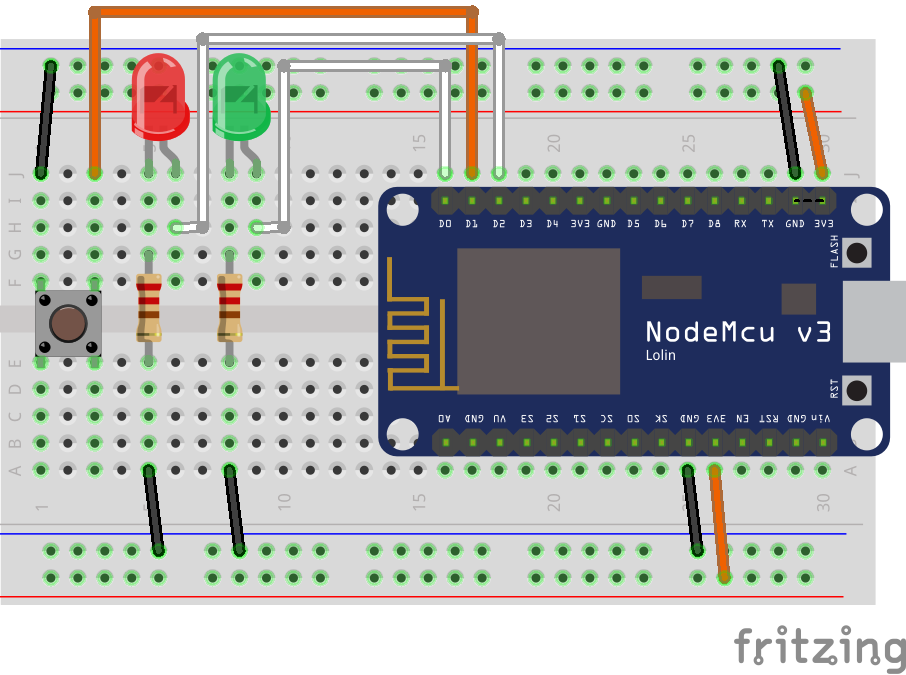 15 20 25 30
J J
I
D0 D1 D2 D3 D4 3V3 GND D5 D6 D7 D8 RX TX GND 3V3
H
G
FLASH
F
NodeMcu v3
Lolin
E
D
RST
C
A0 GND VU S3 S2 S1 SC S0 SK GND 3V3 EN RST GND Vin
B
A A
1 10 15 20 30
fritzing